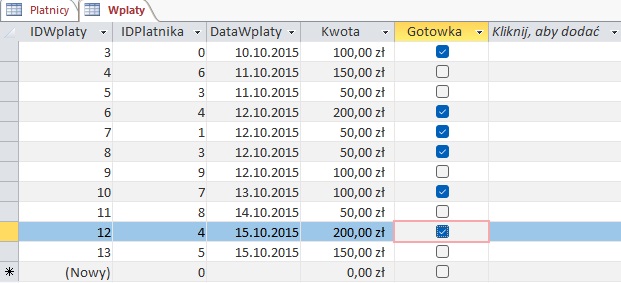 Platnicy Wplaty
IDWplaty IDPlatnika DataWplaty Kwota Gotowka Kliknij, aby dodać
3 0 10.10.2015 100,00 zł
4 6 11.10.2015 150,00 zł
5 3 11.10.2015 50,00 zł
6 4 12.10.2015 200,00 zł
7 1 12.10.2015 50,00 zł
8 3 12.10.2015 50,00 zł
9 9 12.10.2015 100,00 zł
10 7 13.10.2015 100,00 zł
11 8 14.10.2015 50,00 zł
12 4 15.10.2015 200,00 zł
13 5 15.10.2015 150,00 zł
(Nowy) 0 0,00 zł